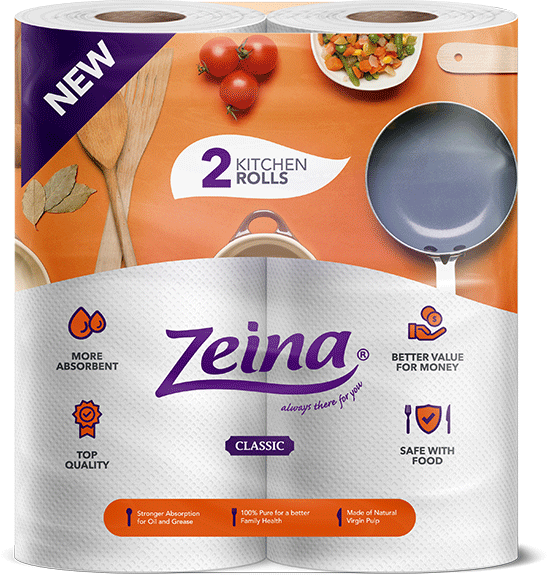 NEW
2 KITCHEN
ROLLS
MORE
ABSORBENT
BETTER VALUE
FOR MONEY
Zeina®
always there for you
TOP
QUALITY
CLASSIC
SAFE WITH
FOOD
Stronger Absorption
for Oil and Grease
100% Pure for a better
Family Health
Made of Natural
Virgin Pulp